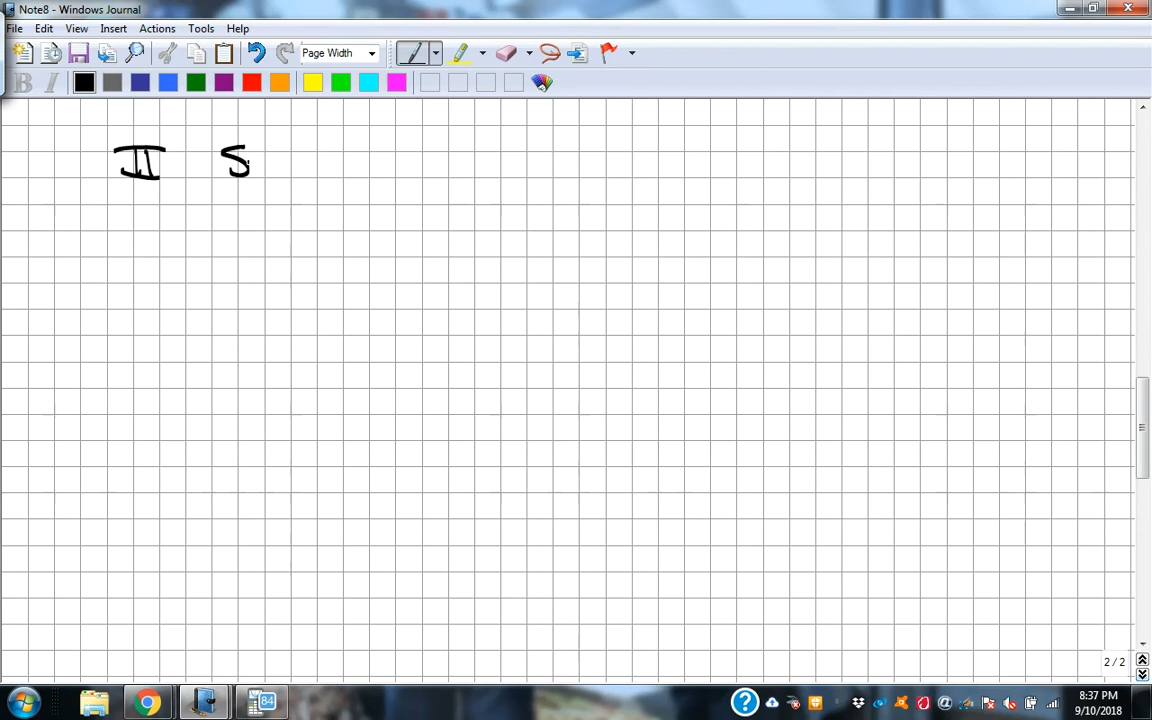 Note8 - Windows Journal
File Edit View Insert Actions Tools Help
Page Width
B I
II S
2 / 2
84
8:37 PM
9/10/2018